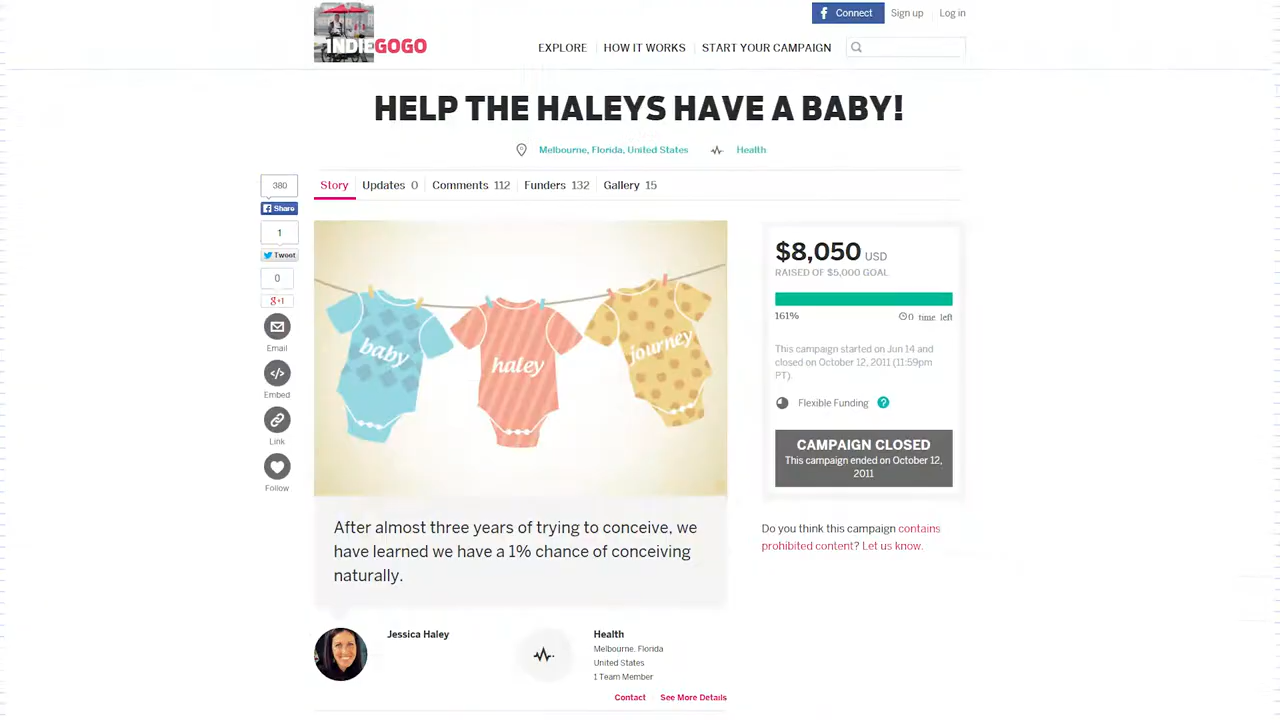 Connect Sign up Log in
INDIEGOGO
EXPLORE HOW IT WORKS START YOUR CAMPAIGN
HELP THE HALEYS HAVE A BABY!
Melbourne, Florida, United States Health
Story Updates 0 Comments 112 Funders 132 Gallery 15
380
Share
1
Tweet
0
g+1
Email
Embed
Link
Follow
baby
haley
journey
After almost three years of trying to conceive, we
have learned we have a 1% chance of conceiving
naturally.
Jessica Haley
Health
Melbourne, Florida
United States
1 Team Member
Contact See More Details
$8,050 USD
RAISED OF $5,000 GOAL
161% 0 time left
This campaign started on Jun 14 and
closed on October 12, 2011 (11:59pm
PT).
Flexible Funding ?
CAMPAIGN CLOSED
This campaign ended on October 12,
2011
Do you think this campaign contains
prohibited content? Let us know.